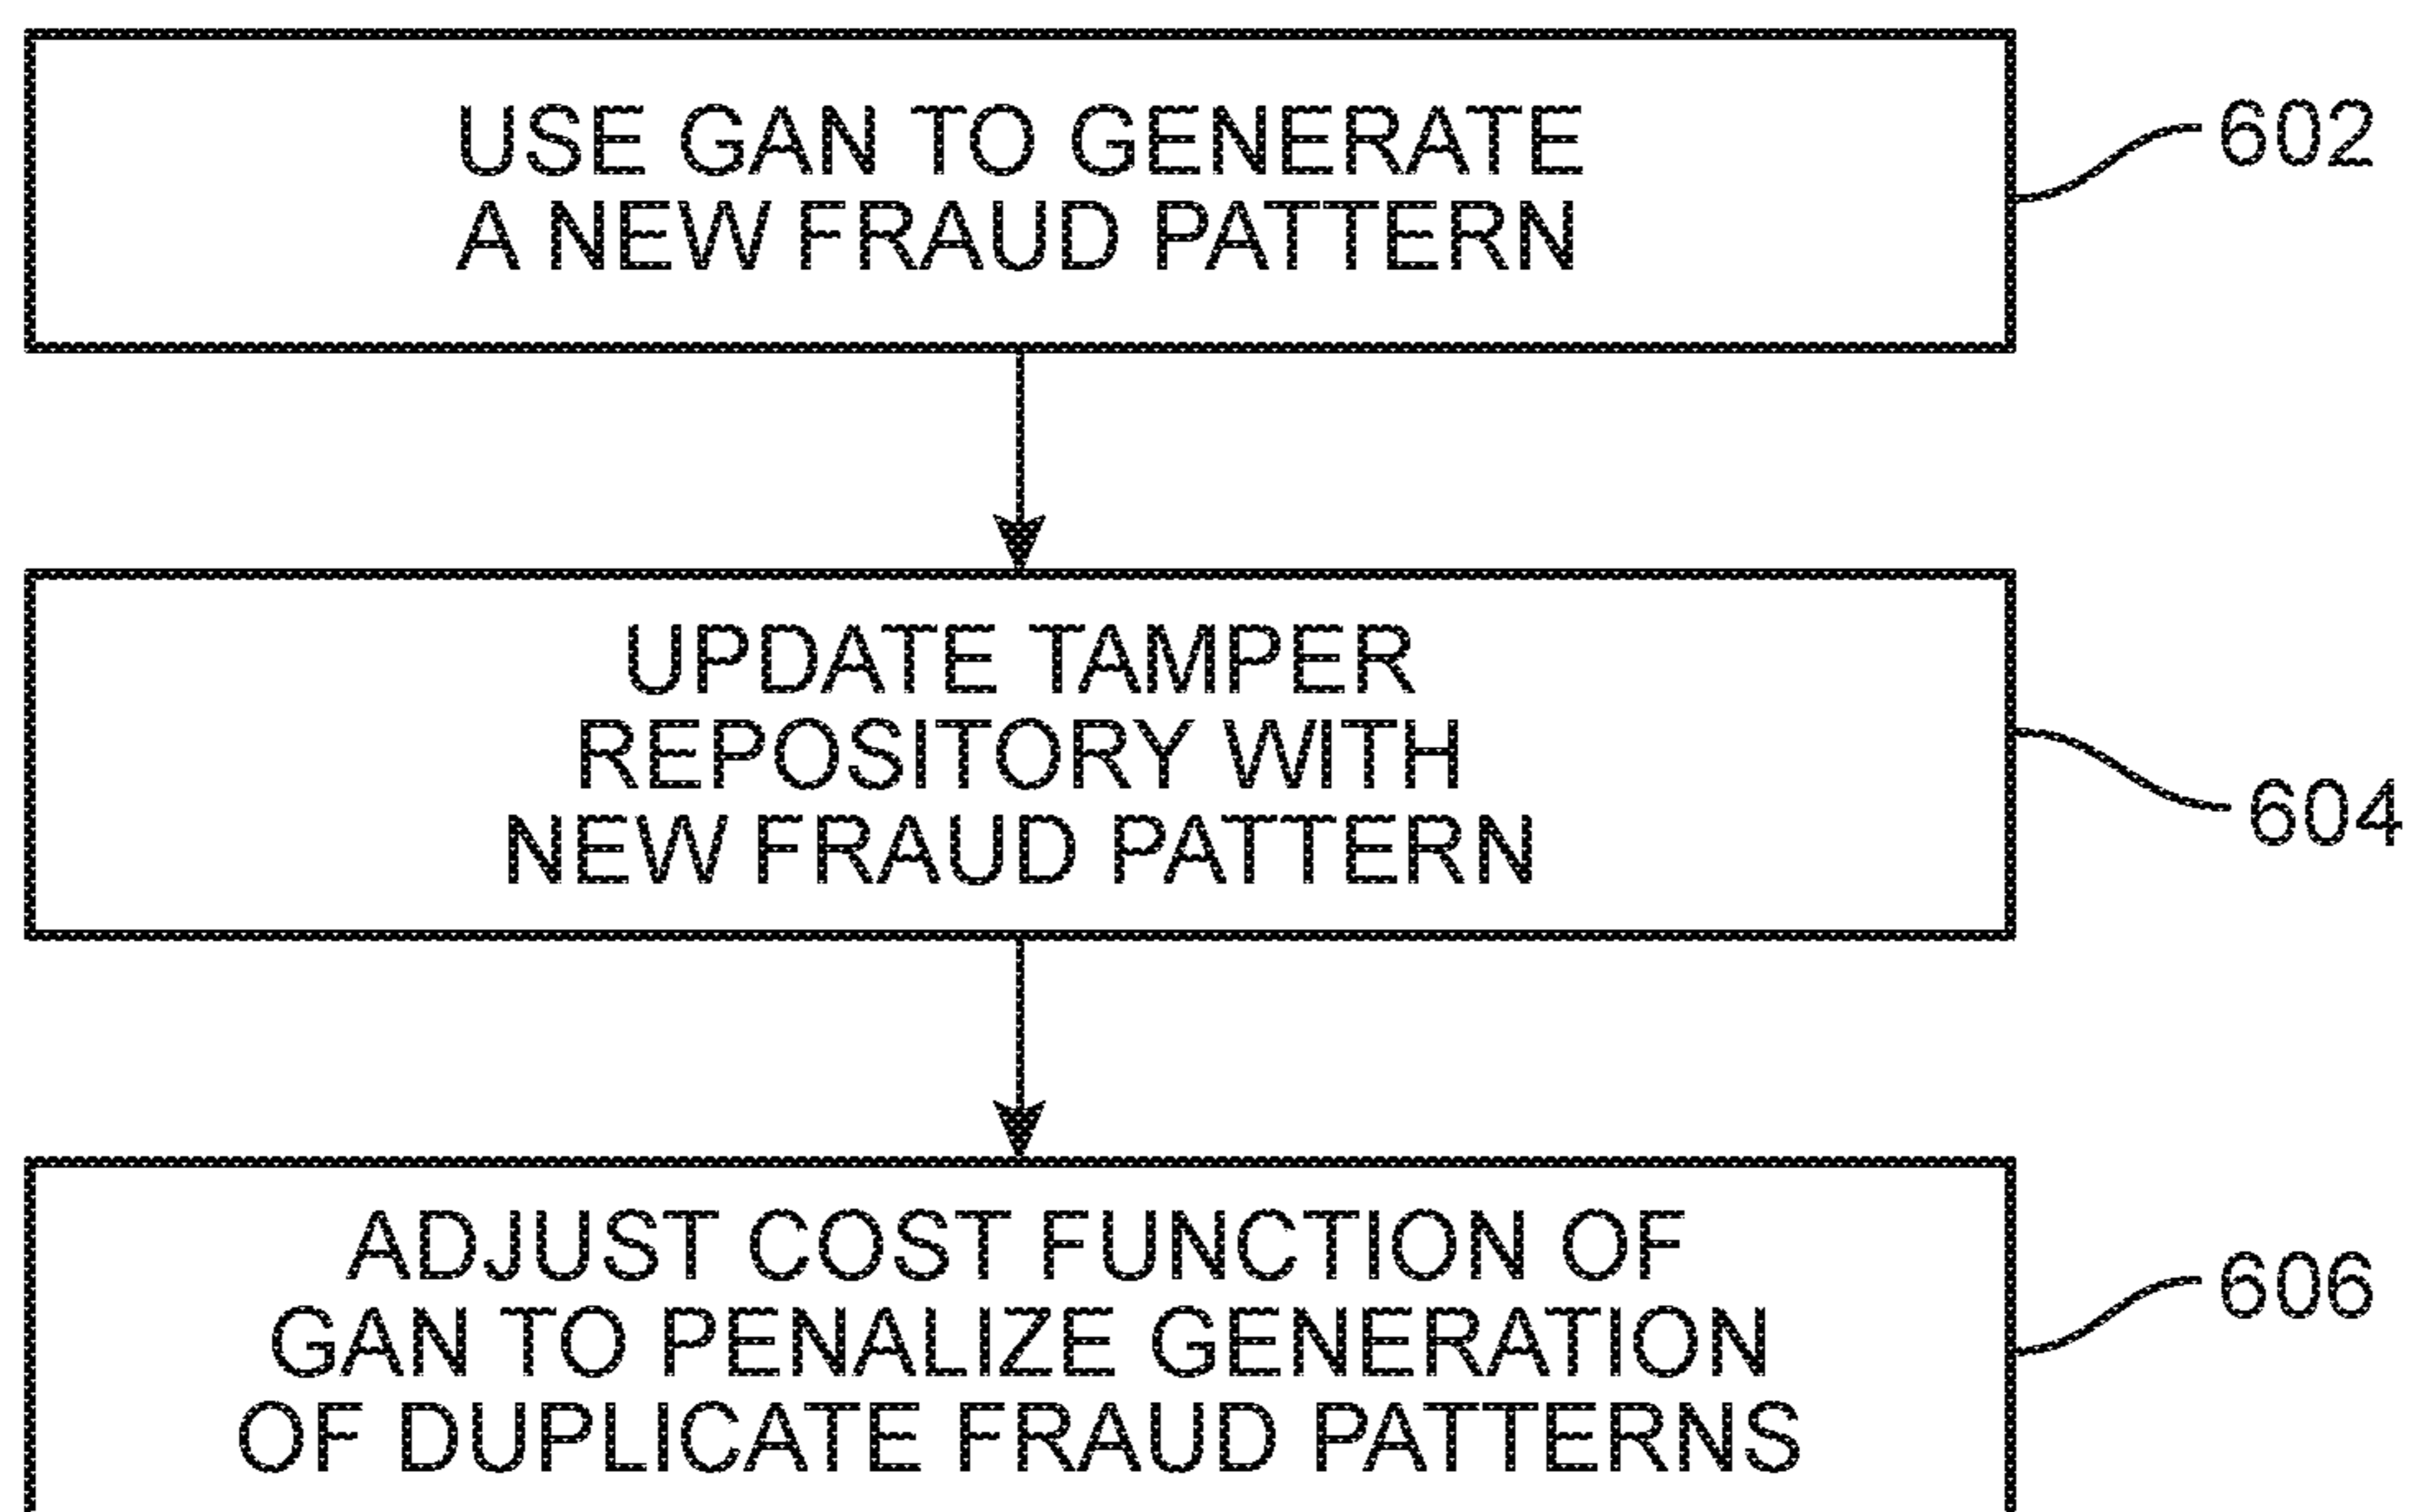 USE GAN TO GENERATE
A NEW FRAUD PATTERN
602
UPDATE TAMPER
REPOSITORY WITH
NEW FRAUD PATTERN
604
ADJUST COST FUNCTION OF
GAN TO PENALIZE GENERATION
OF DUPLICATE FRAUD PATTERNS
606